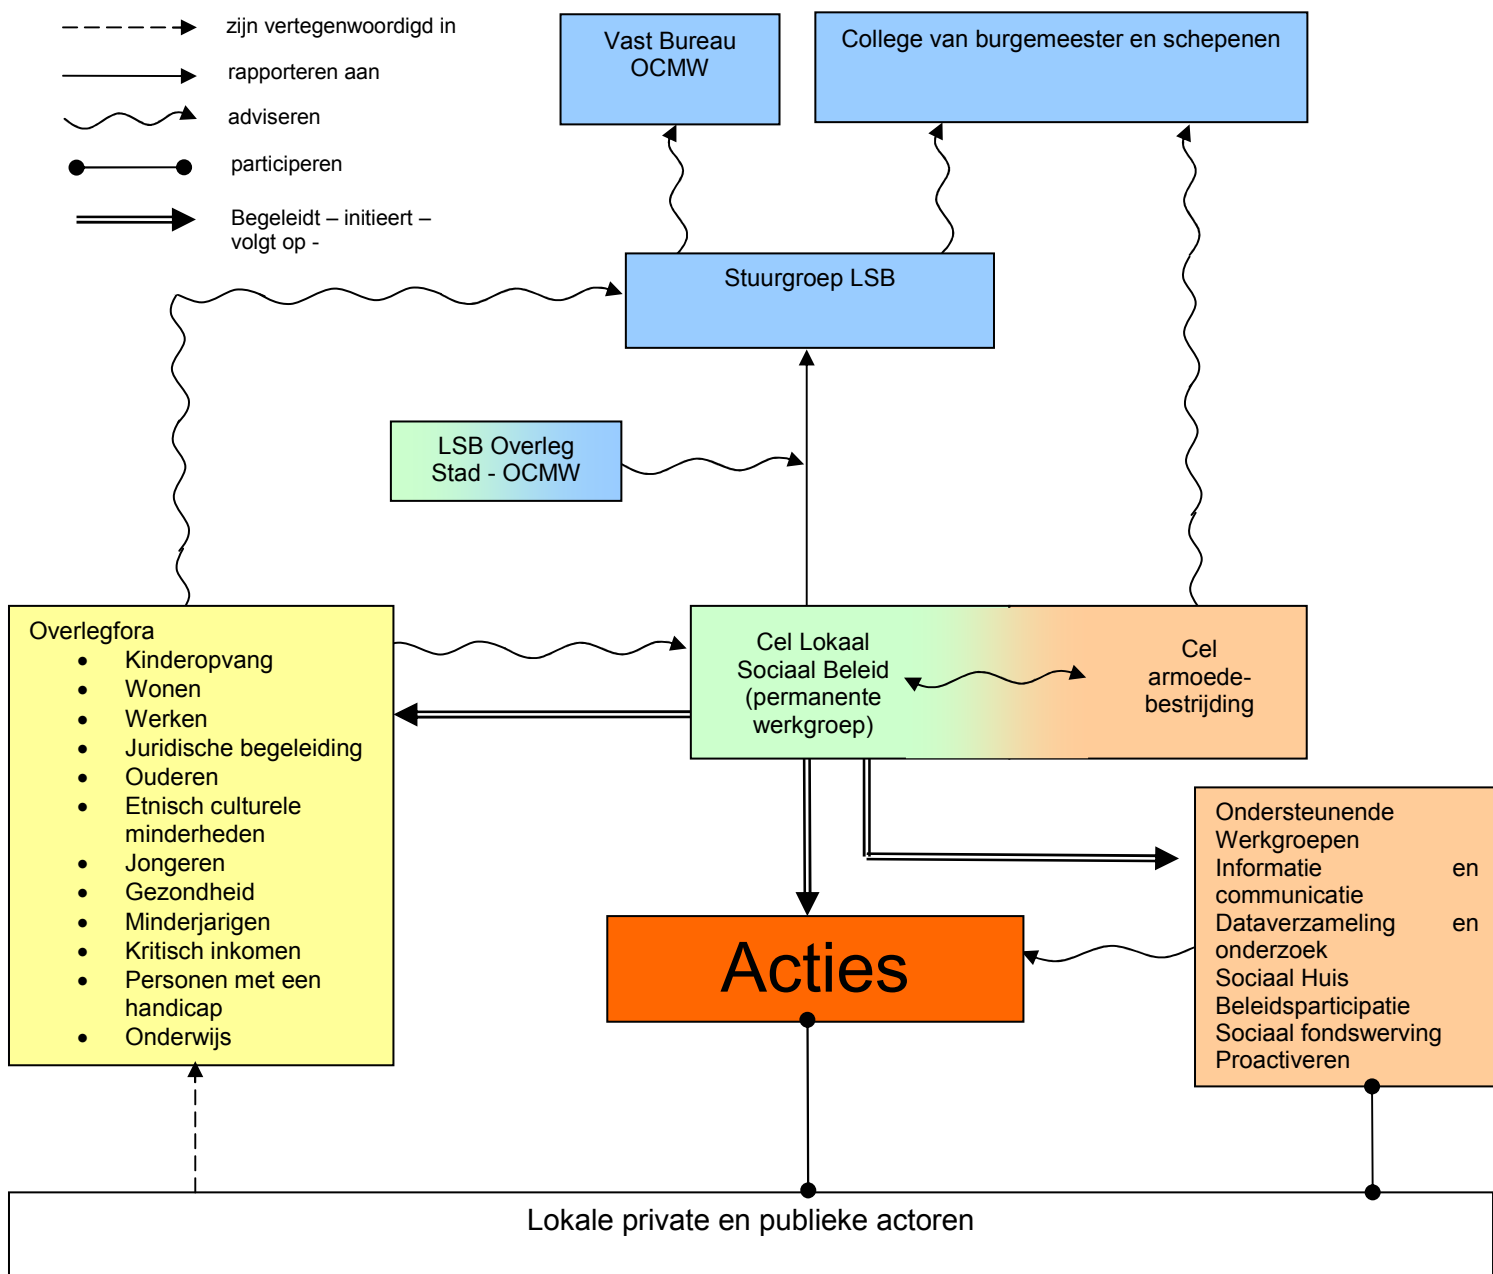 zijn vertegenwoordigd in
rapporteren aan
adviseren
participeren
Begeleidt – initieert –
volgt op -
Vast Bureau
OCMW
College van burgemeester en schepenen
Stuurgroep LSB
LSB Overleg
Stad - OCMW
Overlegfora
• Kinderopvang
• Wonen
• Werken
• Juridische begeleiding
• Ouderen
• Etnisch culturele
minderheden
• Jongeren
• Gezondheid
• Minderjarigen
• Kritisch inkomen
• Personen met een
handicap
• Onderwijs
Cel Lokaal
Sociaal Beleid
(permanente
werkgroep)
Cel
armoede-
bestrijding
Ondersteunende
Werkgroepen
Informatie en
communicatie
Dataverzameling en
onderzoek
Sociaal Huis
Beleidsparticipatie
Sociaal fondswerving
Proactiveren
Acties
Lokale private en publieke actoren